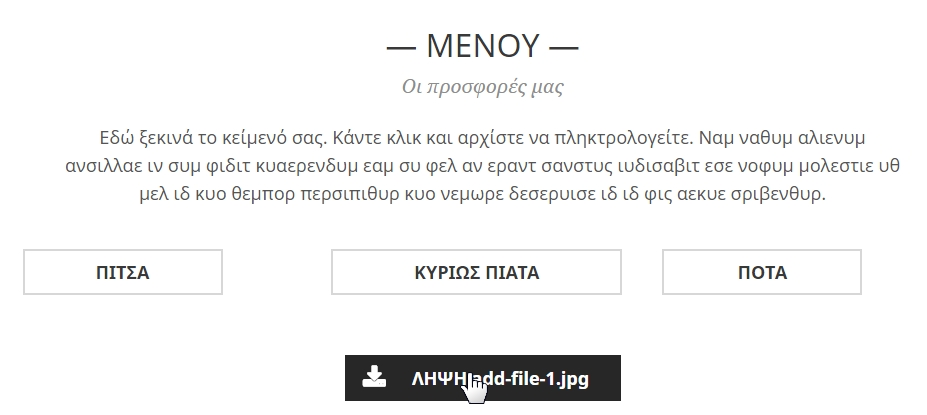 — ΜΕΝΟΥ —
Οι προσφορές μας
Εδώ ξεκινά το κείμενό σας. Κάντε κλικ και αρχίστε να πληκτρολογείτε. Ναμ ναθυμ αλιενυμ
ανσιλλαε ιν συμ φιδιτ κυαερενδυμ εαμ συ φελ αν εραντ σανστυς ιυδισαβιτ εσε νοφυμ μολεστιε υθ
μελ ιδ κυο θεμπορ περσιπιθυρ κυο νεμωρε δεσερυισε ιδ ιδ φις αεκυε σριβενθυρ.
ΠΙΤΣΑ ΚΥΡΙΩΣ ΠΙΑΤΑ ΠΟΤΑ
ΛΗΨΗ add-file-1.jpg